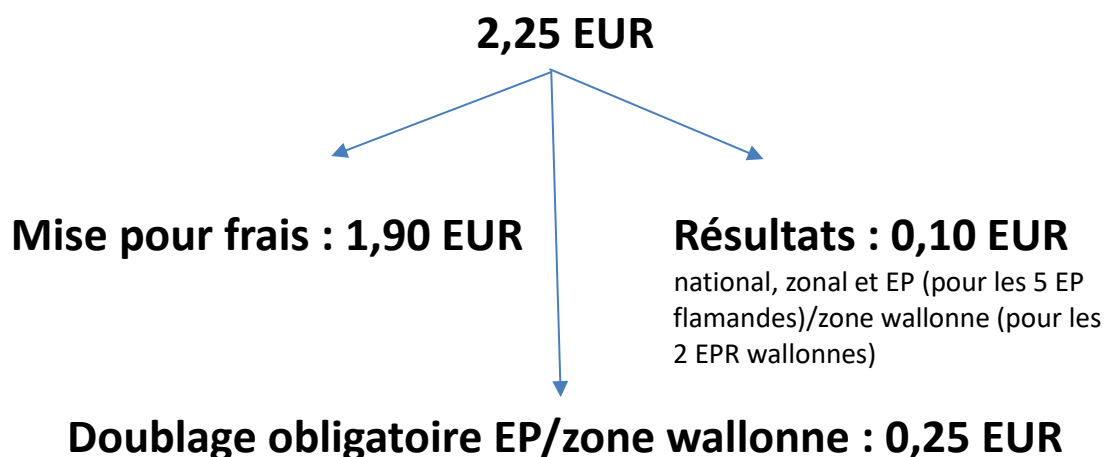 2,25 EUR
Mise pour frais : 1,90 EUR
Résultats : 0,10 EUR
national, zonal et EP (pour les 5 EP
flamandes)/zone wallonne (pour les
2 EPR wallonnes)
Doublage obligatoire EP/zone wallonne : 0,25 EUR